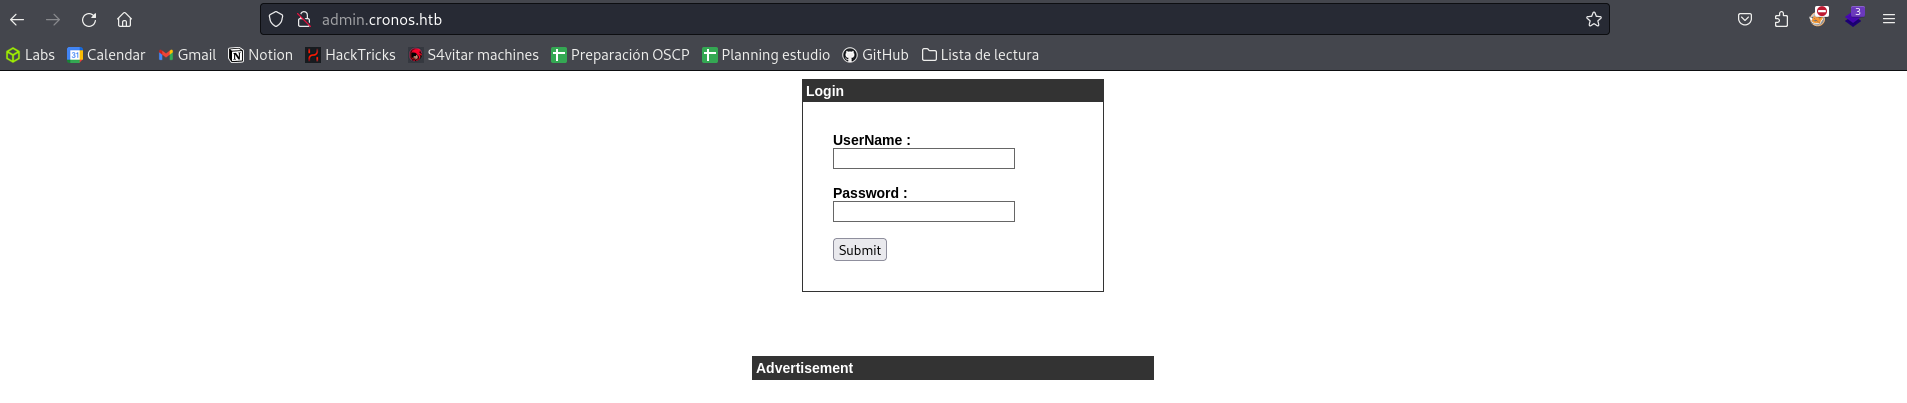 admin.cronos.htb
3
Labs Calendar Gmail Notion HackTricks S4vitar machines Preparación OSCP Planning estudio GitHub Lista de lectura
Login
UserName :
Password :
Submit
Advertisement